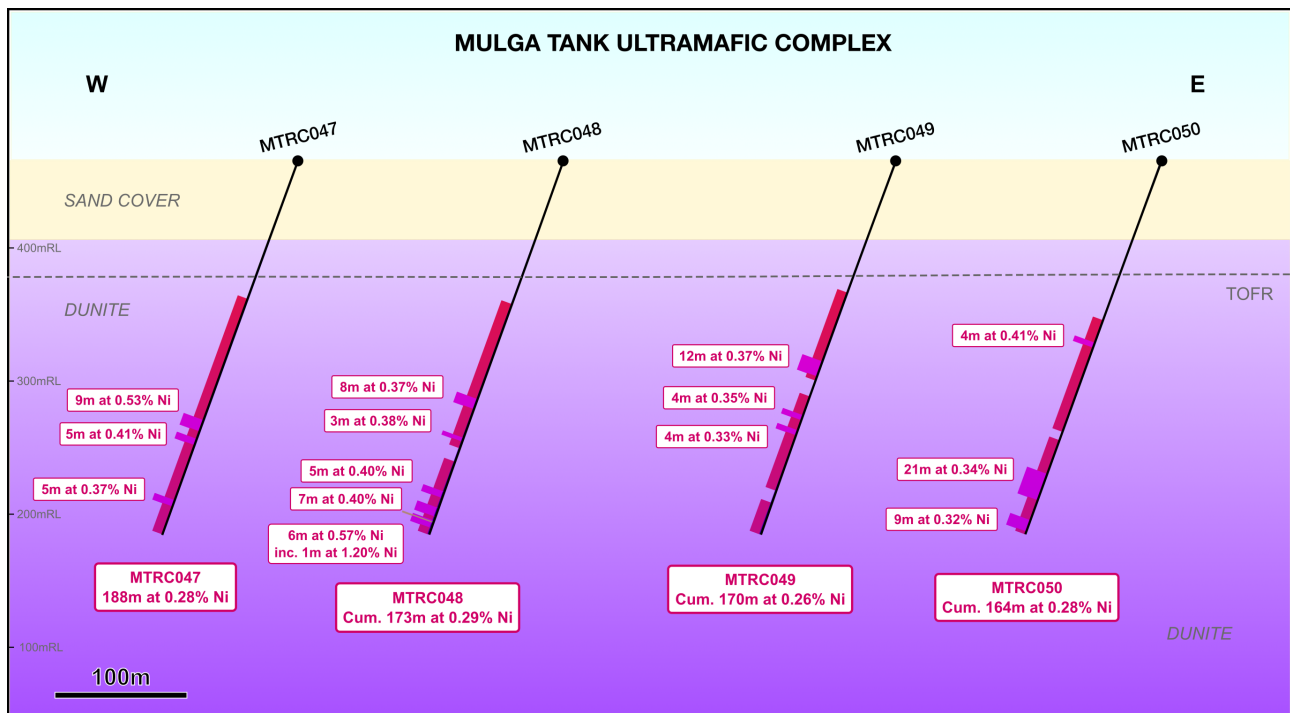 MULGA TANK ULTRAMAFIC COMPLEX
W
E
MTRC047
MTRC048
MTRC049
MTRC050
SAND COVER
400mRL
TOFR
DUNITE
4m at 0.41% Ni
12m at 0.37% Ni
300mRL
8m at 0.37% Ni
9m at 0.53% Ni
4m at 0.35% Ni
3m at 0.38% Ni
5m at 0.41% Ni
4m at 0.33% Ni
5m at 0.40% Ni
21m at 0.34% Ni
5m at 0.37% Ni
7m at 0.40% Ni
200mRL
9m at 0.32% Ni
6m at 0.57% Ni
inc. 1m at 1.20% Ni
MTRC047
188m at 0.28% Ni
MTRC048
Cum. 173m at 0.29% Ni
MTRC049
Cum. 170m at 0.26% Ni
MTRC050
Cum. 164m at 0.28% Ni
DUNITE
100mRL
100m